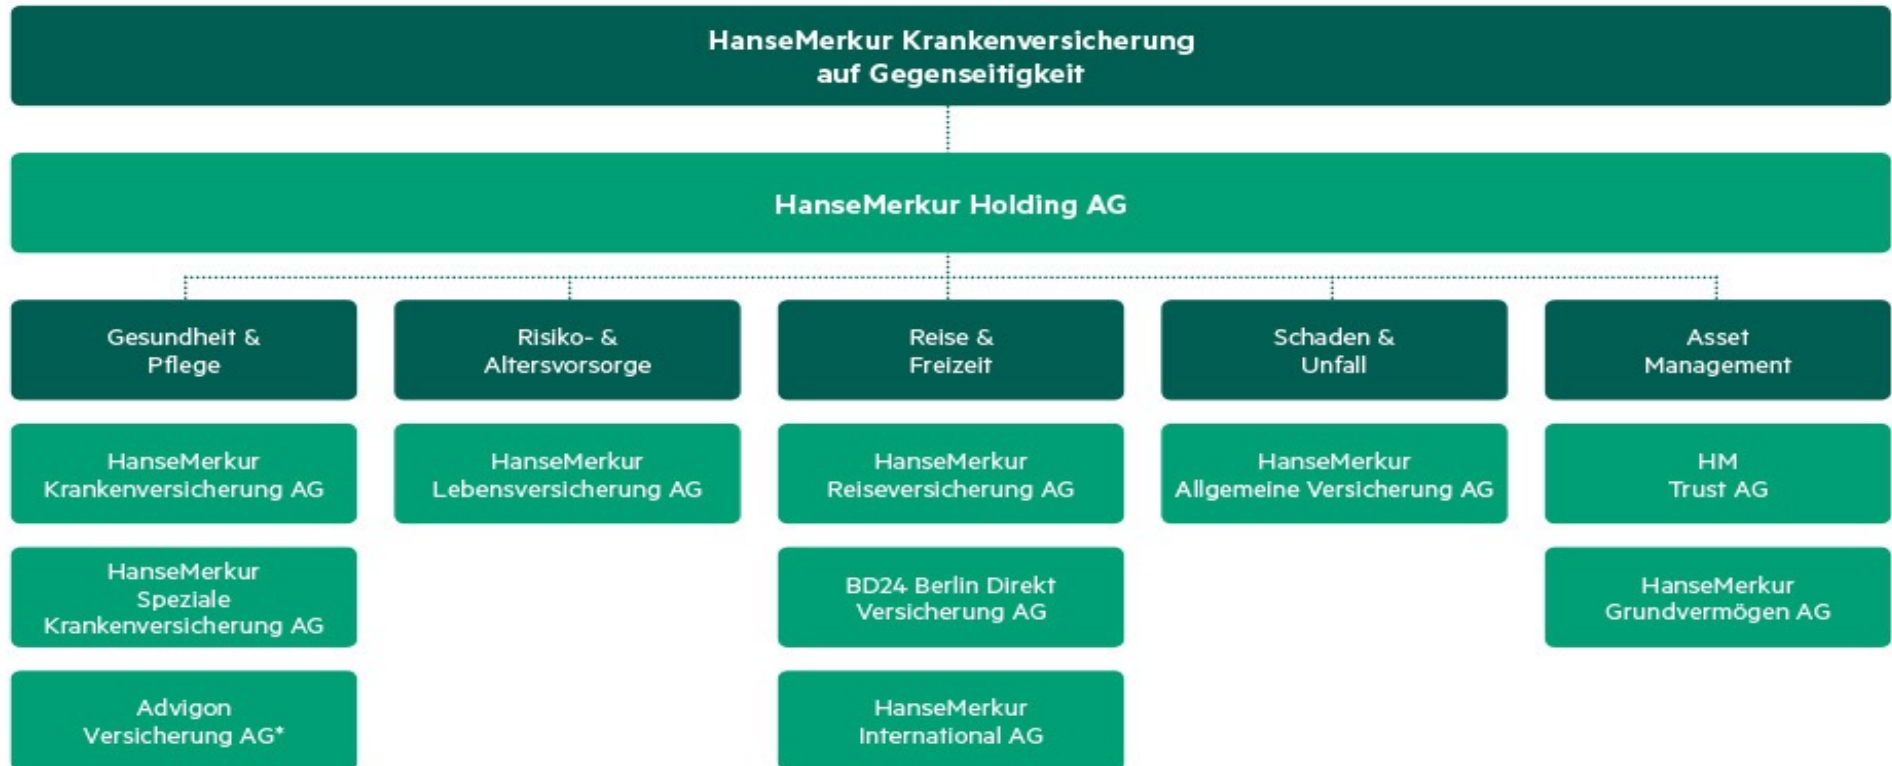 HanseMerkur Krankenversicherung
auf Gegenseitigkeit
HanseMerkur Holding AG
Gesundheit &
Pflege
Risiko- &
Altersvorsorge
Reise &
Freizeit
Schaden &
Unfall
Asset
Management
HanseMerkur
Krankenversicherung AG
HanseMerkur
Lebensversicherung AG
HanseMerkur
Reiseversicherung AG
HanseMerkur
Allgemeine Versicherung AG
HM
Trust AG
HanseMerkur
Speziale
Krankenversicherung AG
BD24 Berlin Direkt
Versicherung AG
HanseMerkur
Grundvermögen AG
Advigon
Versicherung AG*
HanseMerkur
International AG